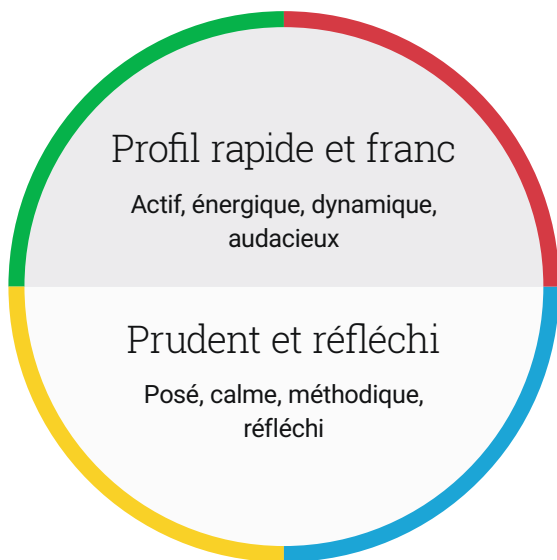 Profil rapide et franc
Actif, énergique, dynamique,
audacieux
Prudent et réfléchi
Posé, calme, méthodique,
réfléchi